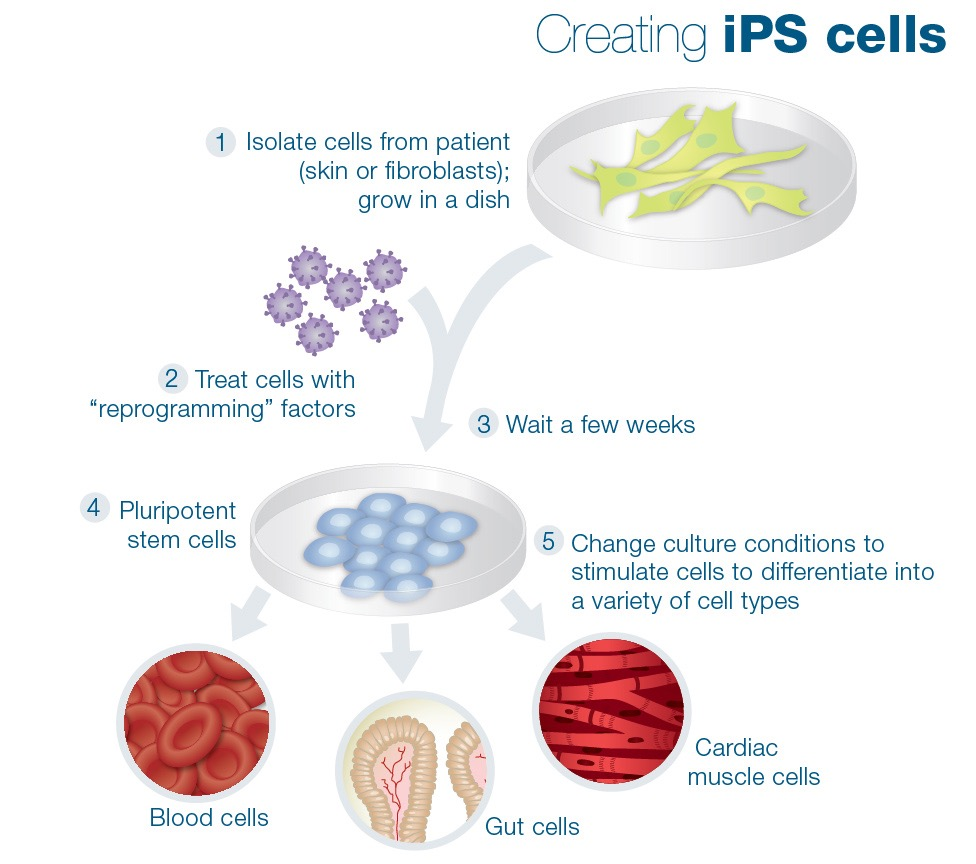 Creating iPS cells
1 Isolate cells from patient
(skin or fibroblasts);
grow in a dish
2 Treat cells with
“reprogramming” factors
3 Wait a few weeks
4 Pluripotent
stem cells
5 Change culture conditions to
stimulate cells to differentiate into
a variety of cell types
Blood cells
Gut cells
Cardiac
muscle cells